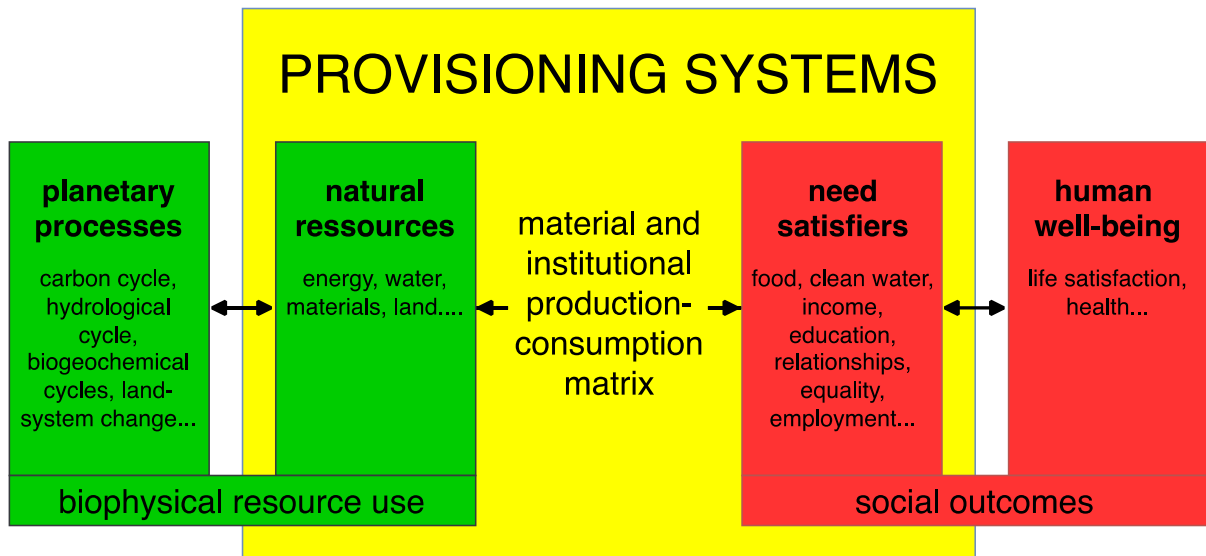 PROVISIONING SYSTEMS
planetary
processes
carbon cycle,
hydrological
cycle,
biogeochemical
cycles, land-
system change...
natural
ressources
energy, water,
materials, land....
material and
institutional
production-
consumption
matrix
need
satisfiers
food, clean water,
income,
education,
relationships,
equality,
employment...
human
well-being
life satisfaction,
health...
biophysical resource use
social outcomes